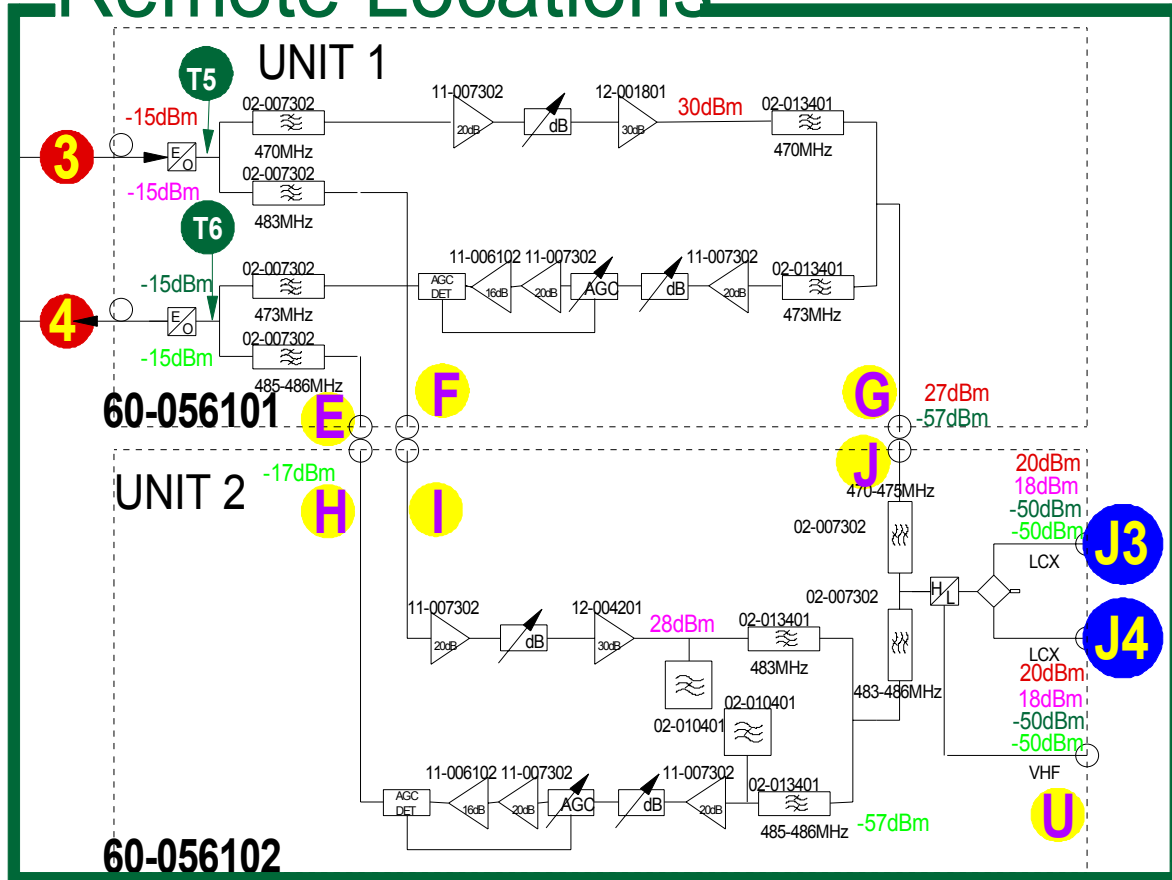 Remote Locations
UNIT 1
T5
02-007302
11-007302
12-001801
02-013401
-15dBm
30dBm
20dB
dB
30dB
3
E
O
470MHz
470MHz
02-007302
-15dBm
483MHz
T6
02-007302
11-006102
11-007302
11-007302
02-013401
-15dBm
AGC
DET
16dB
20dB
AGC
dB
20dB
473MHz
473MHz
4
E
O
02-007302
-15dBm
485-486MHz
60-056101
E
F
G
27dBm
-57dBm
UNIT 2
-17dBm
H
I
J
470-475MHz
20dBm
18dBm
-50dBm
-50dBm
02-007302
J3
LCX
H
L
02-007302
11-007302
12-004201
28dBm
02-013401
20dB
dB
30dB
483MHz
J4
LCX
20dBm
18dBm
-50dBm
-50dBm
483-486MHz
02-010401
02-010401
VHF
11-006102
11-007302
11-007302
02-013401
AGC
DET
16dB
20dB
AGC
dB
20dB
485-486MHz
-57dBm
U
60-056102